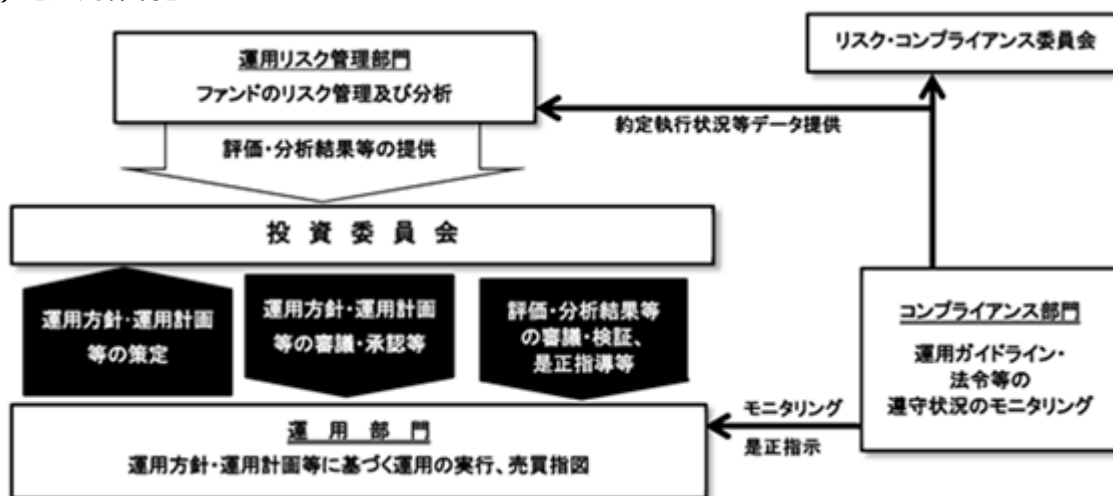 運用リスク管理部門
ファンドのリスク管理及び分析
リスク・コンプライアンス委員会
約定執行状況等データ提供
評価・分析結果等の提供
投資委員会
運用方針・運用計画
等の策定
運用方針・運用計画
等の審議・承認等
評価・分析結果等
の審議・検証、
是正指導等
コンプライアンス部門
運用ガイドライン・
法令等の
遵守状況のモニタリング
モニタリング
是正指示
運用部門
運用方針・運用計画等に基づく運用の実行、売買指図